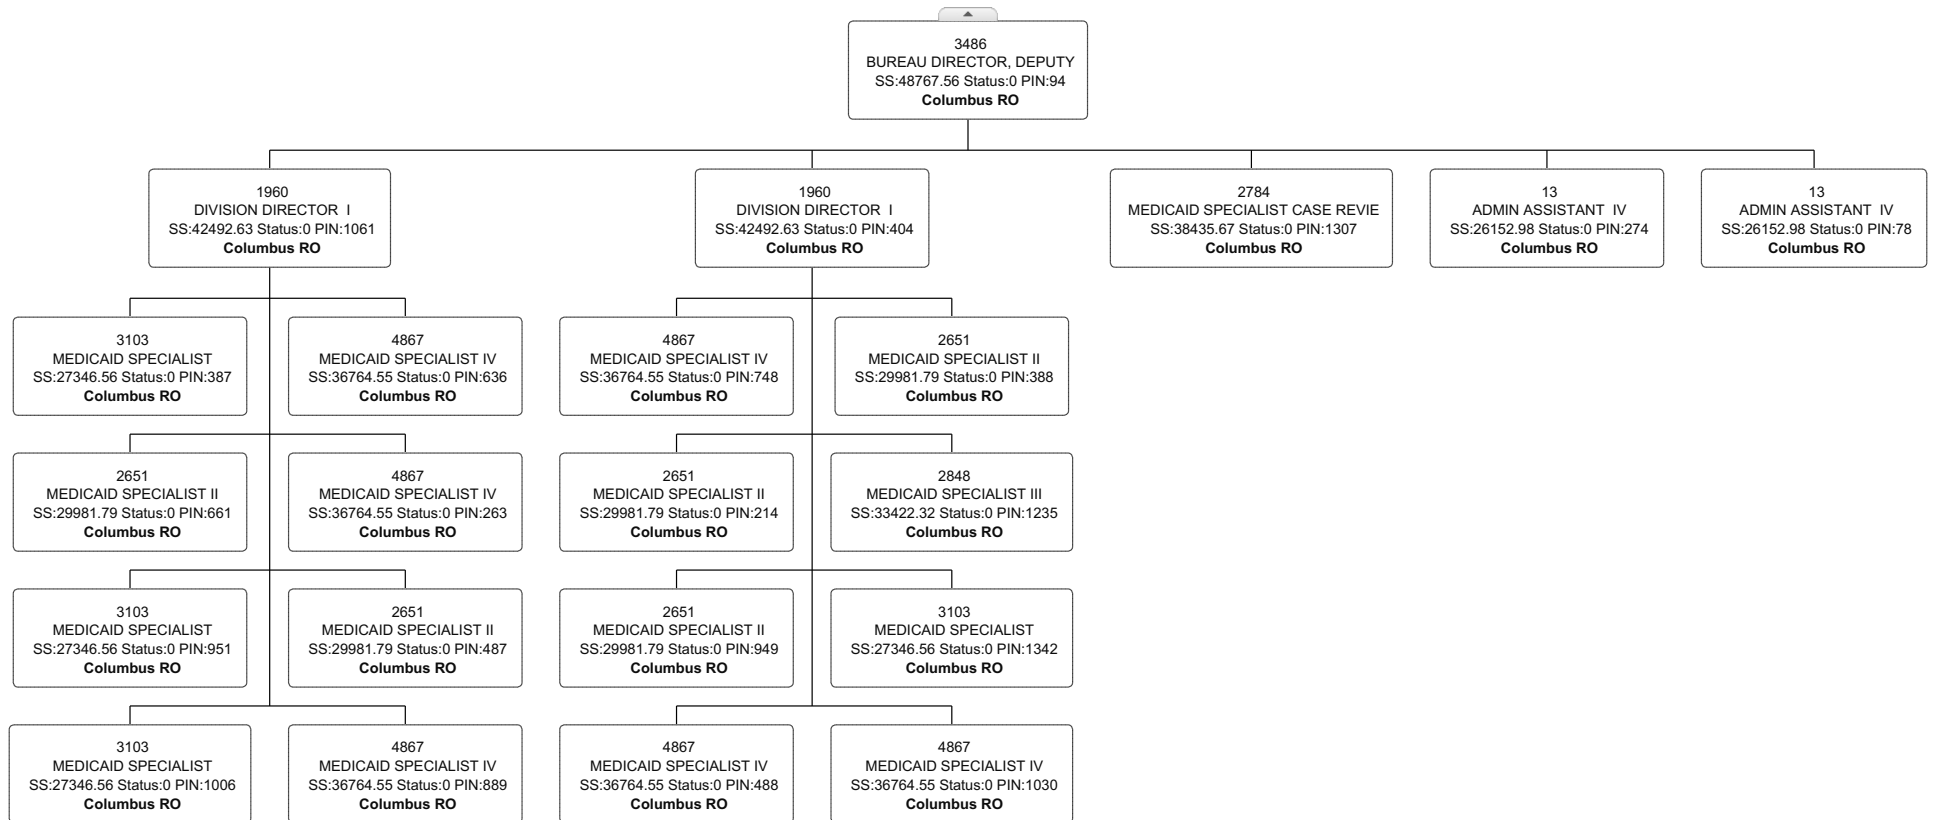 3486
BUREAU DIRECTOR, DEPUTY
SS:48767.56 Status:0 PIN:94
Columbus RO
1960
DIVISION DIRECTOR  I
SS:42492.63 Status:0 PIN:1061
Columbus RO
1960
DIVISION DIRECTOR  I
SS:42492.63 Status:0 PIN:404
Columbus RO
2784
MEDICAID SPECIALIST CASE REVIE
SS:38435.67 Status:0 PIN:1307
Columbus RO
13
ADMIN ASSISTANT  IV
SS:26152.98 Status:0 PIN:274
Columbus RO
13
ADMIN ASSISTANT  IV
SS:26152.98 Status:0 PIN:78
Columbus RO
3103
MEDICAID SPECIALIST
SS:27346.56 Status:0 PIN:387
Columbus RO
4867
MEDICAID SPECIALIST IV
SS:36764.55 Status:0 PIN:636
Columbus RO
4867
MEDICAID SPECIALIST IV
SS:36764.55 Status:0 PIN:748
Columbus RO
2651
MEDICAID SPECIALIST II
SS:29981.79 Status:0 PIN:388
Columbus RO
2651
MEDICAID SPECIALIST II
SS:29981.79 Status:0 PIN:661
Columbus RO
4867
MEDICAID SPECIALIST IV
SS:36764.55 Status:0 PIN:263
Columbus RO
2651
MEDICAID SPECIALIST II
SS:29981.79 Status:0 PIN:214
Columbus RO
2848
MEDICAID SPECIALIST III
SS:33422.32 Status:0 PIN:1235
Columbus RO
3103
MEDICAID SPECIALIST
SS:27346.56 Status:0 PIN:951
Columbus RO
2651
MEDICAID SPECIALIST II
SS:29981.79 Status:0 PIN:487
Columbus RO
2651
MEDICAID SPECIALIST II
SS:29981.79 Status:0 PIN:949
Columbus RO
3103
MEDICAID SPECIALIST
SS:27346.56 Status:0 PIN:1342
Columbus RO
3103
MEDICAID SPECIALIST
SS:27346.56 Status:0 PIN:1006
Columbus RO
4867
MEDICAID SPECIALIST IV
SS:36764.55 Status:0 PIN:889
Columbus RO
4867
MEDICAID SPECIALIST IV
SS:36764.55 Status:0 PIN:488
Columbus RO
4867
MEDICAID SPECIALIST IV
SS:36764.55 Status:0 PIN:1030
Columbus RO